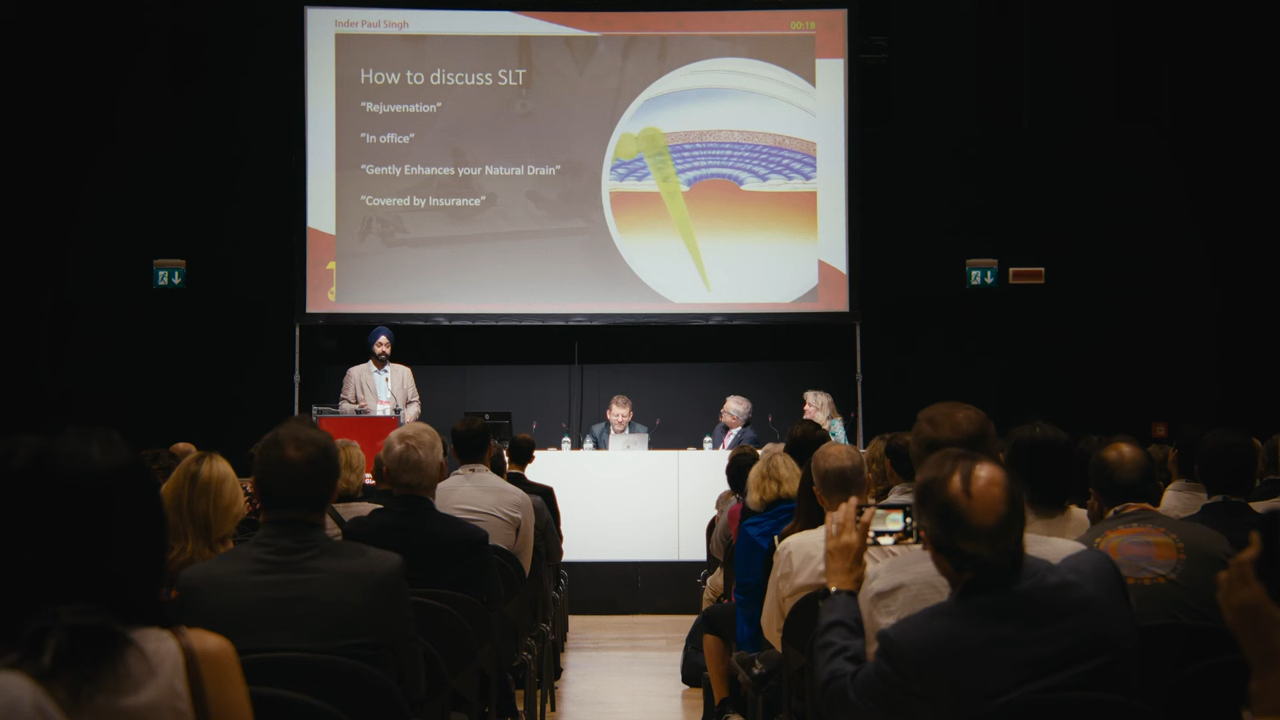 Inder Paul Singh
00:18
How to discuss SLT
“Rejuvenation”
”In office”
“Gently Enhances your Natural Drain”
“Covered by Insurance”